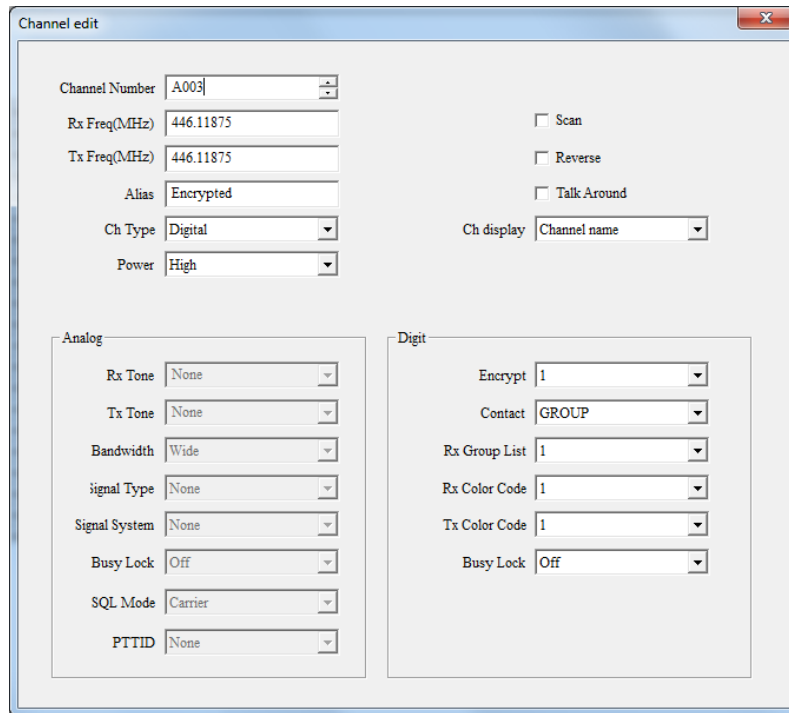 Channel edit
Channel Number A003
Rx Freq(MHz) 446.11875
Scan
Tx Freq(MHz) 446.11875
Reverse
Alias Encrypted
Talk Around
Ch Type Digital
Ch display Channel name
Power High
Analog
Rx Tone None
Tx Tone None
Bandwidth Wide
Signal Type None
Signal System None
Busy Lock Off
SQL Mode Carrier
PTTID None
Digit
Encrypt 1
Contact GROUP
Rx Group List 1
Rx Color Code 1
Tx Color Code 1
Busy Lock Off